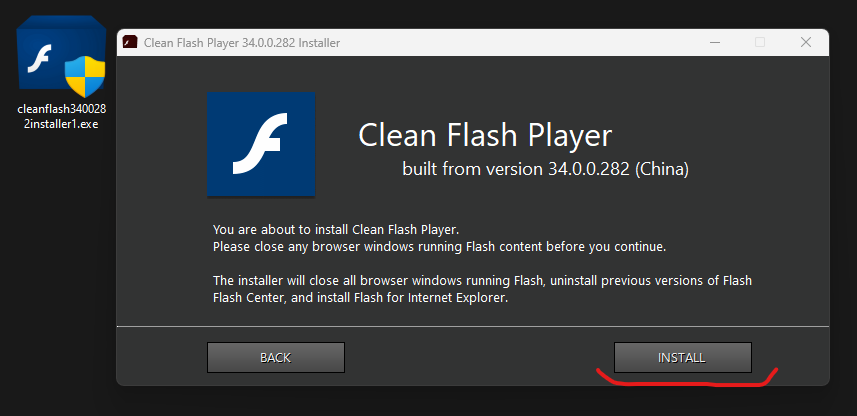 Clean Flash Player 34.0.0.282 Installer
cleanflash340028
2installer1.exe
Clean Flash Player
built from version 34.0.0.282 (China)
You are about to install Clean Flash Player.
Please close any browser windows running Flash content before you continue.
The installer will close all browser windows running Flash, uninstall previous versions of Flash
Flash Center, and install Flash for Internet Explorer.
BACK
INSTALL